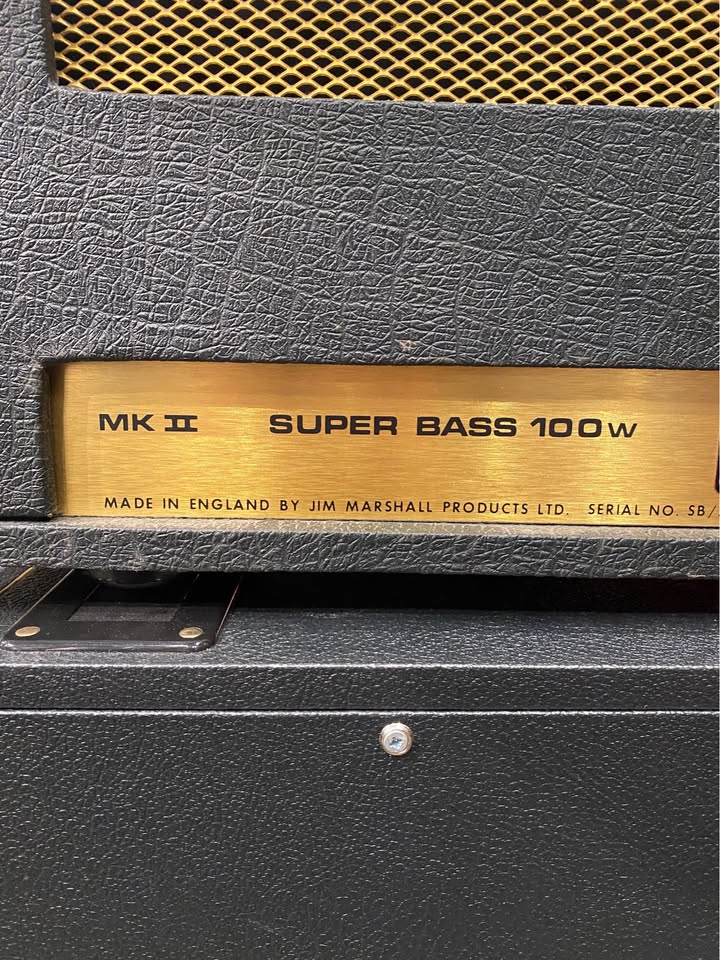 MK II SUPER BASS 100W
MADE IN ENGLAND BY JIM MARSHALL PRODUCTS LTD. SERIAL NO. SB/